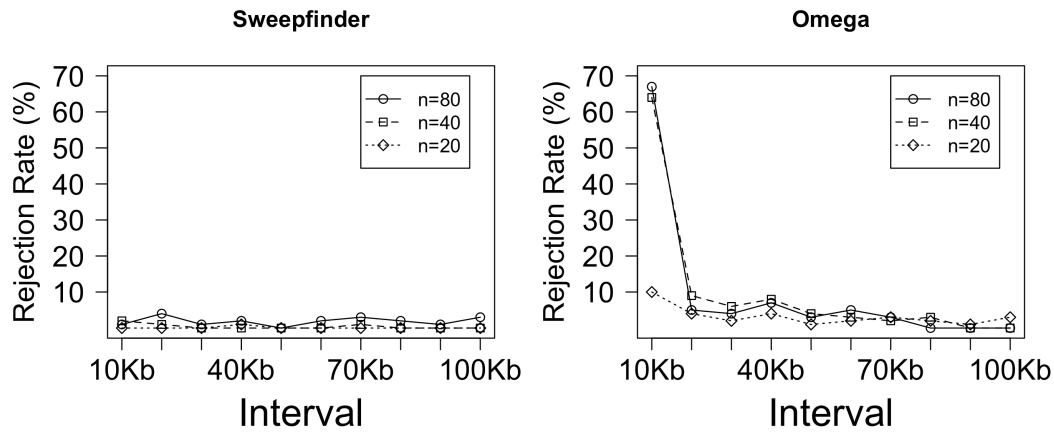 Sweepfinder
Rejection Rate (%)
70
60
50
40
30
20
10
n=80
n=40
n=20
10Kb 40Kb 70Kb 100Kb
Interval
Omega
Rejection Rate (%)
70
60
50
40
30
20
10
n=80
n=40
n=20
10Kb 40Kb 70Kb 100Kb
Interval